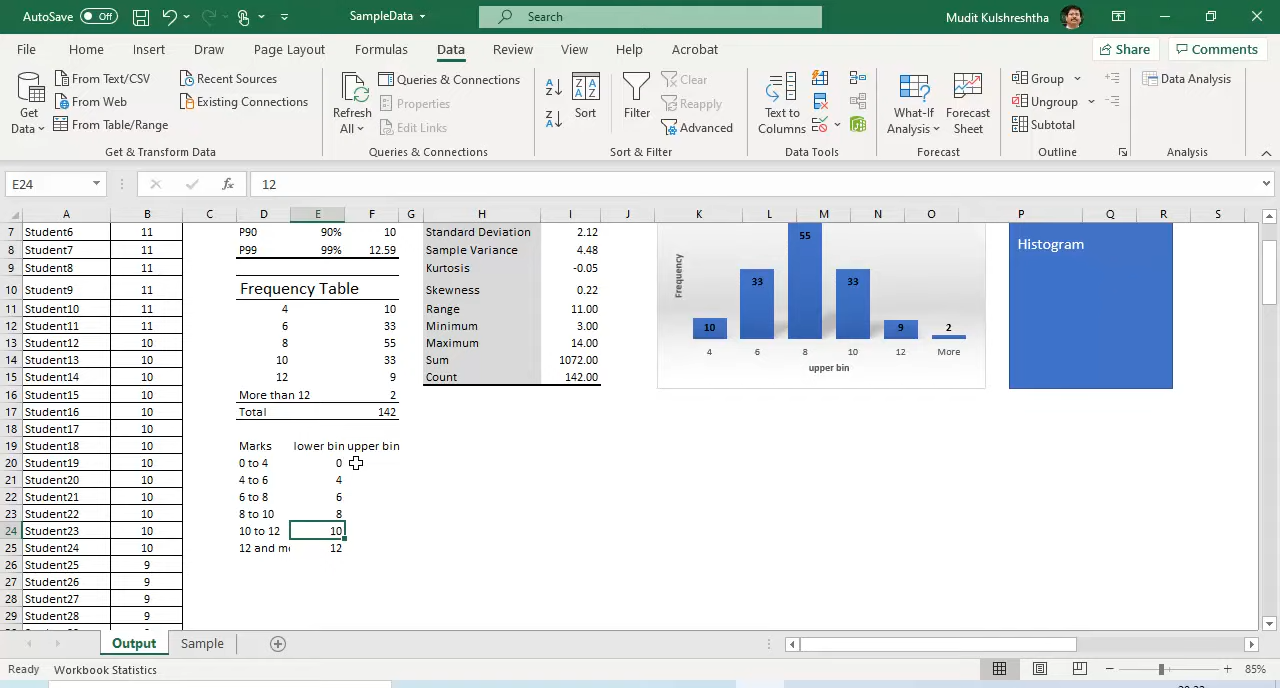 AutoSave Off SampleData Search Mudit Kulshreshtha
File Home Insert Draw Page Layout Formulas Data Review View Help Acrobat Share Comments
Get Data From Text/CSV From Web From Table/Range Recent Sources Existing Connections
Refresh All Queries & Connections Properties Edit Links
Sort Filter Clear Reapply Advanced
Text to Columns What-If Analysis Forecast Sheet
Group Ungroup Subtotal Data Analysis
Get & Transform Data Queries & Connections Sort & Filter Data Tools Forecast Outline Analysis
E24 fx 12
A B C D E F G H I J K L M N O P Q R S
7 Student6 11 P90 90% 10 Standard Deviation 2.12
8 Student7 11 P99 99% 12.59 Sample Variance 4.48
9 Student8 11 Kurtosis -0.05
10 Student9 11 Frequency Table Skewness 0.22
11 Student10 11 4 10 Range 11.00
12 Student11 11 6 33 Minimum 3.00
13 Student12 10 8 55 Maximum 14.00
14 Student13 10 10 33 Sum 1072.00
15 Student14 10 12 9 Count 142.00
16 Student15 10 More than 12 2
17 Student16 10 Total 142
18 Student17 10
19 Student18 10 Marks lower bin upper bin
20 Student19 10 0 to 4 0
21 Student20 10 4 to 6 4
22 Student21 10 6 to 8 6
23 Student22 10 8 to 10 8
24 Student23 10 10 to 12 10
25 Student24 10 12 and mo 12
26 Student25 9
27 Student26 9
28 Student27 9
29 Student28 9
Frequency
10 33 55 33 9 2
4 6 8 10 12 More
upper bin
Histogram
Output Sample
Ready Workbook Statistics 85%